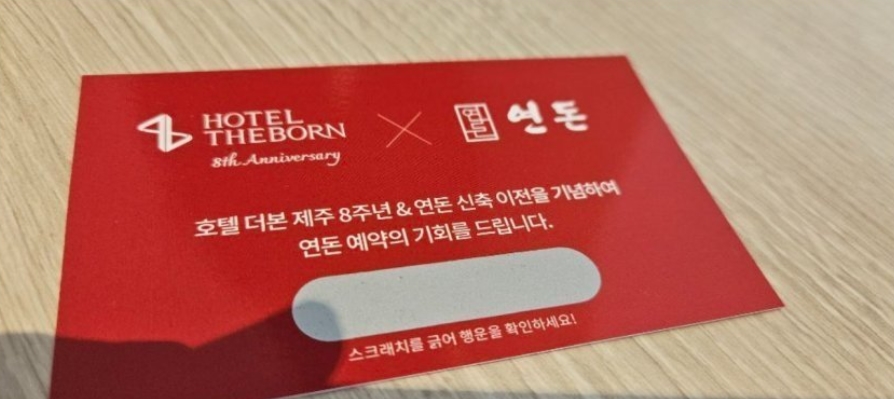 HOTEL
THEBORN
8th Anniversary
연돈
연돈
호텔 더본 제주 8주년 & 연돈 신축 이전을 기념하여
연돈 예약의 기회를 드립니다.
스크래치를 긁어 행운을 확인하세요!